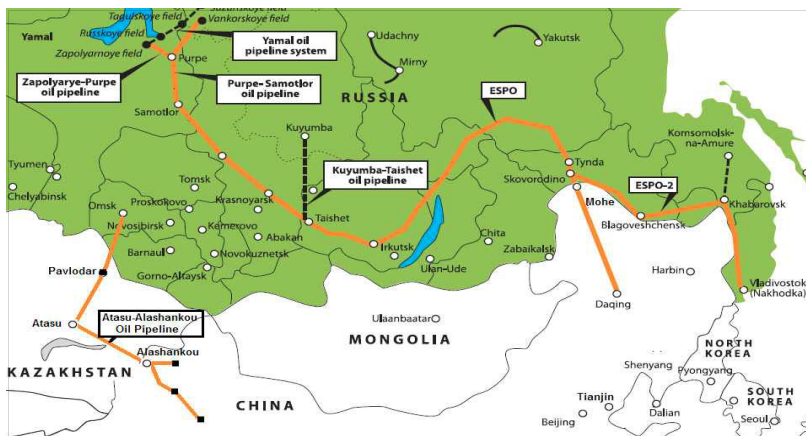 Suzunskoye field
Tagulskoye field
Vankorskoye field
Russkoye field
Yamal
Zapolyarnoye field
Yamal oil
pipeline system
Purpe
Zapolyarye-Purpe
oil pipeline
Purpe-Samotlor
oil pipeline
Samotlor
Udachny
Mirny
Yakutsk
RUSSIA
ESPO
Kuyumba
Kuyumba-Taishet
oil pipeline
Komsomolsk-
na-Amure
Tynda
Skovorodino
Mohe
ESPO-2
Khabarovsk
Blagoveshchensk
Tyumen
Chelyabinsk
Tomsk
Omsk
Proskokovo
Krasnoyarsk
Novosibirsk
Kemerovo
Taishet
Abakan
Barnaul
Novokuznetsk
Gorno-Altaysk
Irkutsk
Chita
Ulan-Ude
Zabaikalsk
Harbin
Vladivostok
(Nakhodka)
Daqing
Pavlodar
Atasu-Alashankou
Oil Pipeline
Atasu
Alashankou
Ulaanbaatar
MONGOLIA
KAZAKHSTAN
CHINA
NORTH
KOREA
Shenyang
Pyongyang
Tianjin
SOUTH
KOREA
Beijing
Dalian
Seoul